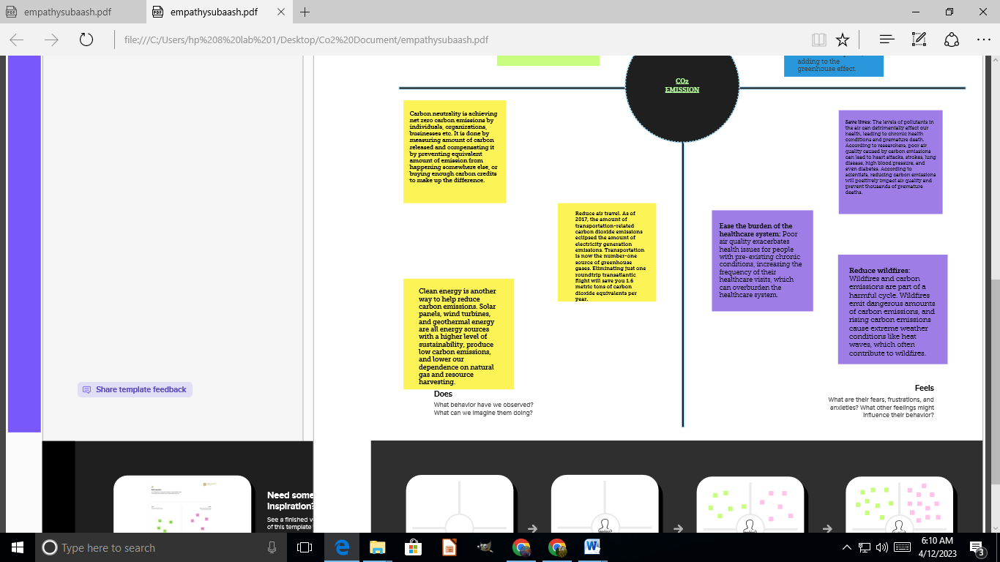 empathysubaash.pdf
empathysubaash.pdf
file:///C:/Users/hp%208%20lab%201/Desktop/Co2%20Document/empathysubaash.pdf
adding to the
greenhouse effect.
CO2
EMISSION
Carbon neutrality is achieving
net zero carbon emissions by
individuals, organizations,
businesses etc. It is done by
measuring amount of carbon
released and compensating it
by preventing equivalent
amount of emission from
happening somewhere else, or
buying enough carbon credits
to make up the difference.
Save lives: The levels of pollutants in
the air can detrimentally affect our
health, leading to chronic health
conditions and premature death.
According to researchers, poor air
quality caused by carbon emissions
can lead to heart attacks, strokes, lung
disease, high blood pressure, and
even diabetes. According to
scientists, reducing carbon emissions
will positively impact air quality and
prevent thousands of premature
deaths.
Reduce air travel. As of
2017, the amount of
transportation-related
carbon dioxide emissions
eclipsed the amount of
electricity generation
emissions. Transportation
is now the number-one
source of greenhouse
gases. Eliminating just one
roundtrip transatlantic
flight will save you 1.6
metric tons of carbon
dioxide equivalents per
year.
Ease the burden of the
healthcare system: Poor
air quality exacerbates
health issues for people
with pre-existing chronic
conditions, increasing the
frequency of their
healthcare visits, which
can overburden the
healthcare system.
Clean energy is another
way to help reduce
carbon emissions. Solar
panels, wind turbines,
and geothermal energy
are all energy sources
with a higher level of
sustainability, produce
low carbon emissions,
and lower our
dependence on natural
gas and resource
harvesting.
Reduce wildfires:
Wildfires and carbon
emissions are part of a
harmful cycle. Wildfires
emit dangerous amounts
of carbon emissions, and
rising carbon emissions
cause extreme weather
conditions like heat
waves, which often
contribute to wildfires.
Share template feedback
Does
What behavior have we observed?
What can we imagine them doing?
Feels
What are their fears, frustrations, and
anxieties? What other feelings might
influence their behavior?
Need some
inspiration?
See a finished
of this template
Type here to search
6:10 AM
4/12/2023
3